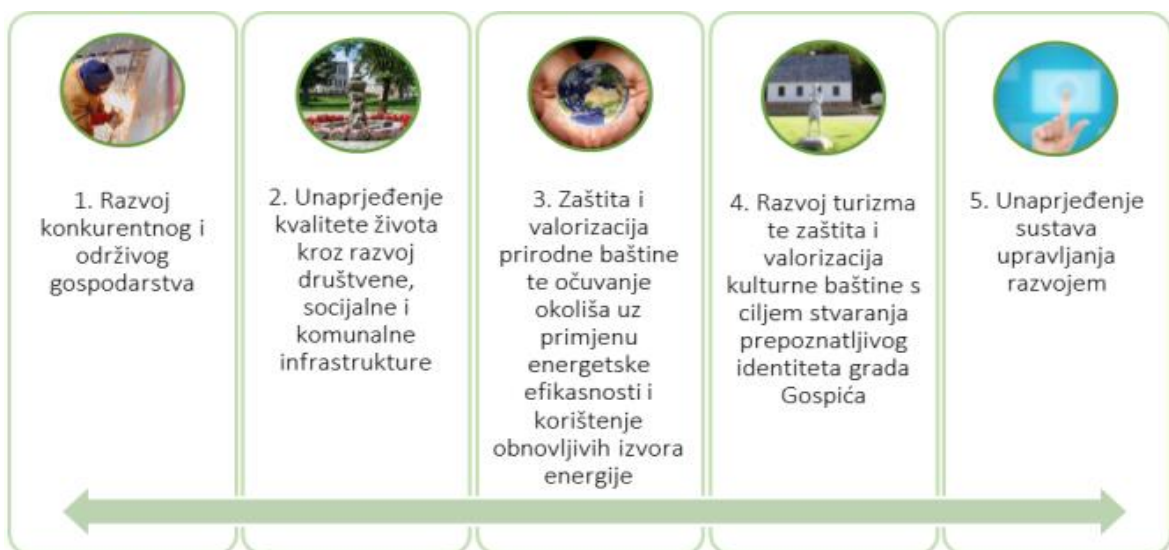 1. Razvoj
konkurentnog i
održivog
gospodarstva
2. Unaprjeđenje
kvalitete života
kroz razvoj
društvene,
socijalne i
komunalne
infrastrukture
3. Zaštita i
valorizacija
prirodne baštine
te očuvanje
okoliša uz
primjenu
energetske
efikasnosti i
korištenje
obnovljivih izvora
energije
4. Razvoj turizma
te zaštita i
valorizacija
kulturne baštine s
ciljem stvaranja
prepoznatljivog
identiteta grada
Gospića
5. Unaprjeđenje
sustava
upravljanja
razvojem